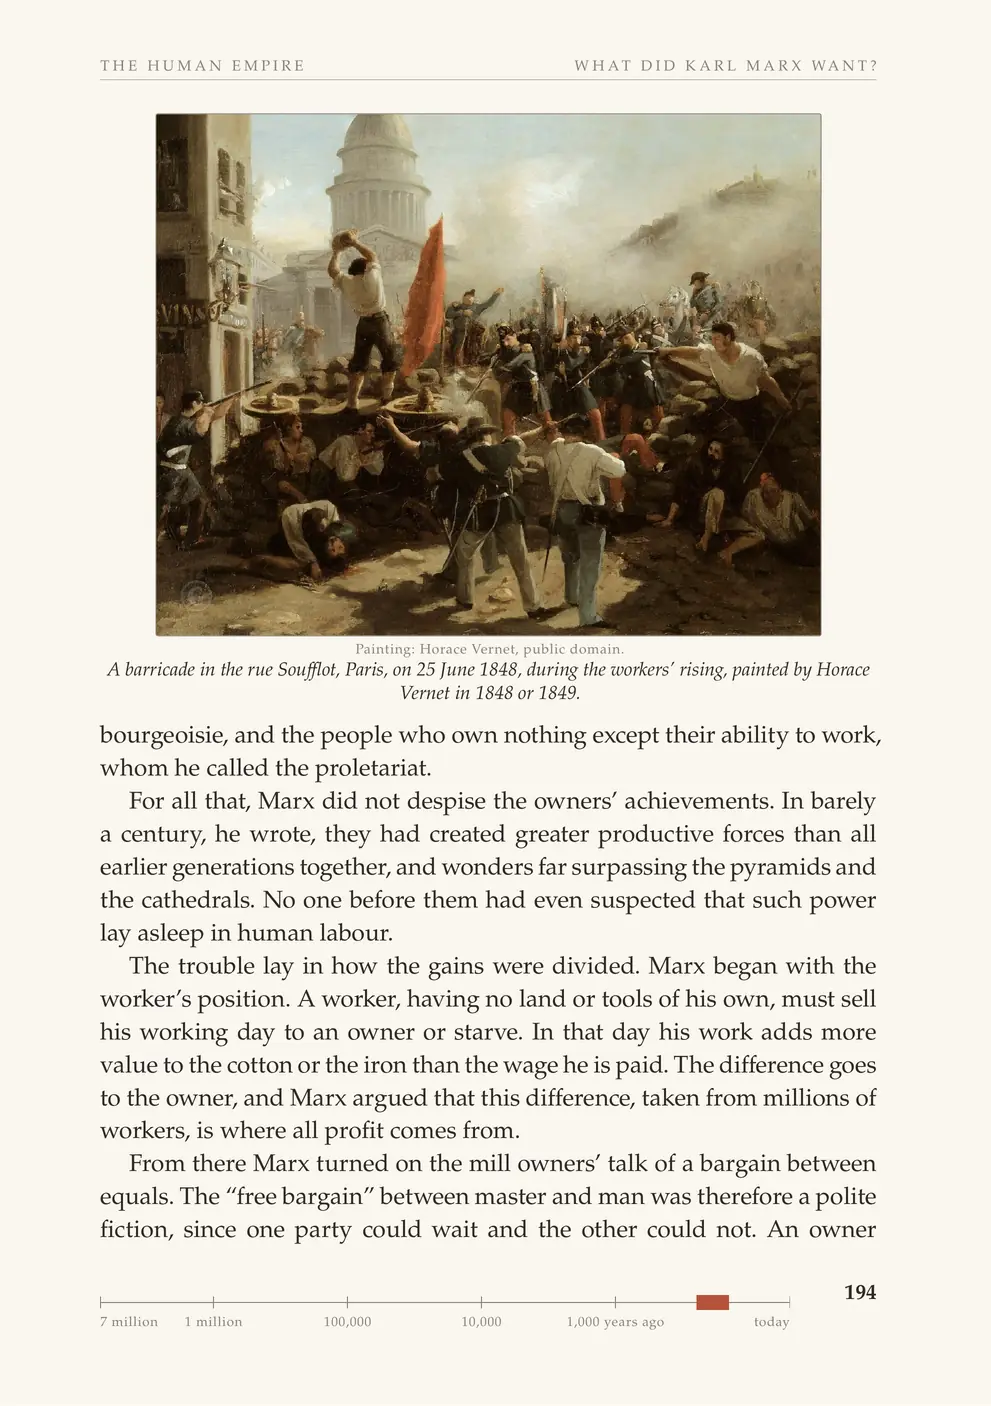 THE HUMAN EMPIRE
WHAT DID KARL MARX WANT?
VINS
Painting: Horace Vernet, public domain.
A barricade in the rue Soufflot, Paris, on 25 June 1848, during the workers’ rising, painted by Horace
Vernet in 1848 or 1849.
bourgeoisie, and the people who own nothing except their ability to work,
whom he called the proletariat.
For all that, Marx did not despise the owners’ achievements. In barely
a century, he wrote, they had created greater productive forces than all
earlier generations together, and wonders far surpassing the pyramids and
the cathedrals. No one before them had even suspected that such power
lay asleep in human labour.
The trouble lay in how the gains were divided. Marx began with the
worker’s position. A worker, having no land or tools of his own, must sell
his working day to an owner or starve. In that day his work adds more
value to the cotton or the iron than the wage he is paid. The difference goes
to the owner, and Marx argued that this difference, taken from millions of
workers, is where all profit comes from.
From there Marx turned on the mill owners’ talk of a bargain between
equals. The “free bargain” between master and man was therefore a polite
fiction, since one party could wait and the other could not. An owner
194
7 million 1 million 100,000 10,000 1,000 years ago today